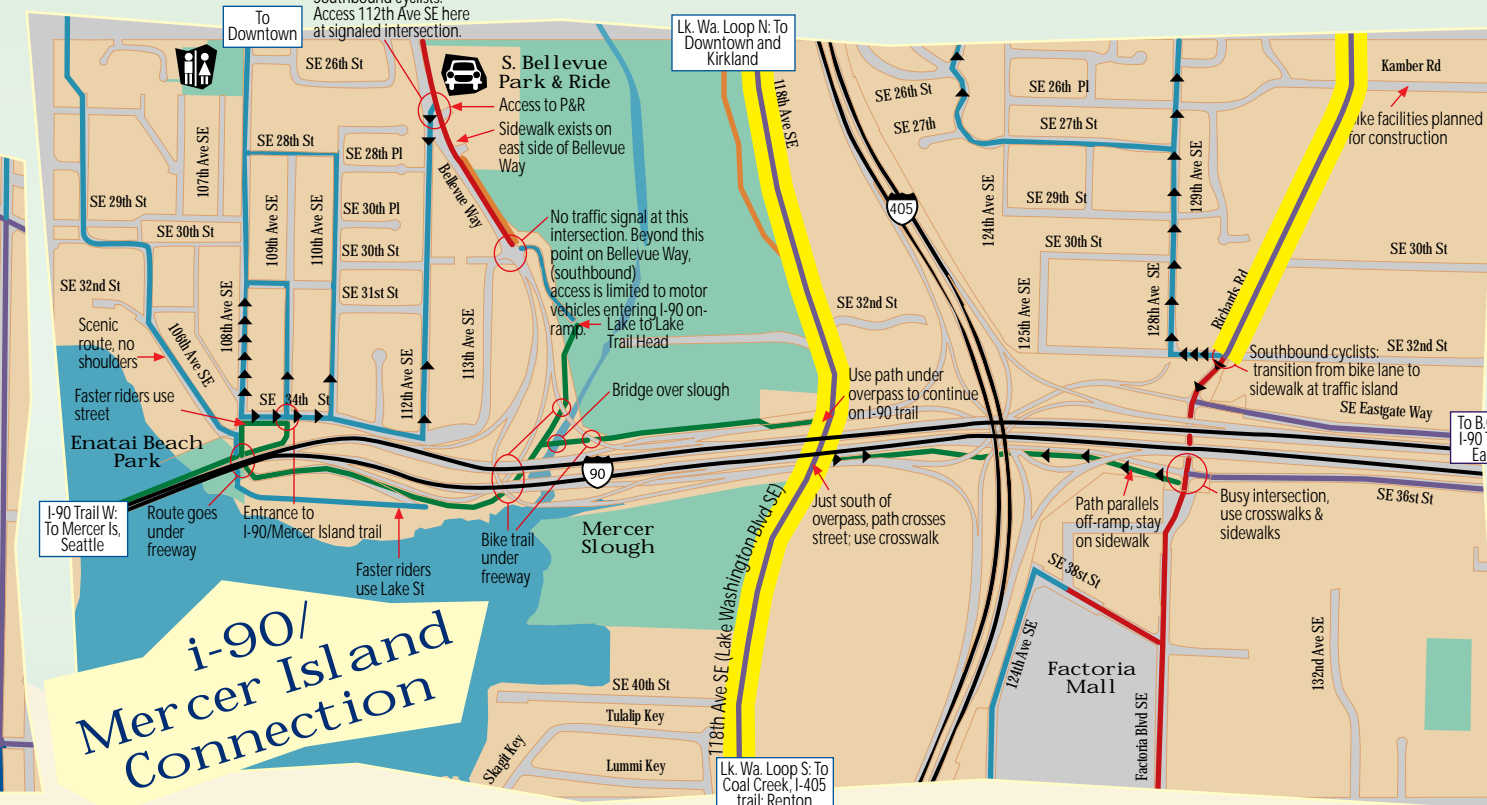 southbound cyclists:
Access 112th Ave SE here
at signaled intersection.
To
Downtown
SE 26th St
S. Bellevue
Park & Ride
Access to P&R
Sidewalk exists on
east side of Bellevue
Way
Lk. Wa. Loop N: To
Downtown and
Kirkland
118th Ave SE
SE 26th St
SE 27th
SE 26th Pl
SE 27th St
Kamber Rd
ike facilities planned
for construction
107th Ave SE
SE 28th St
SE 28th Pl
Bellevue Way
129th Ave SE
SE 29th St
SE 30th St
109th Ave SE
110th Ave SE
SE 30th Pl
SE 30th St
SE 31st St
No traffic signal at this
intersection. Beyond this
point on Bellevue Way,
(southbound)
access is limited to motor
vehicles entering I-90 on-
ramp.
Lake to Lake
Trail Head
405
124th Ave SE
SE 29th St
SE 30th St
SE 30th St
SE 32nd St
Scenic
route, no
shoulders
106th Ave SE
108th Ave SE
112th Ave SE
113th Ave SE
SE 32nd St
125th Ave SE
128th Ave SE
Richards Rd
SE 32nd St
Southbound cyclists:
transition from bike lane to
sidewalk at traffic island
Faster riders use
street
SE 34th St
Bridge over slough
Use path under
overpass to continue
on I-90 trail
SE Eastgate Way
Enatai Beach
Park
90
To B.
I-90 T
Ea
I-90 Trail W:
To Mercer Is,
Seattle
Route goes
under
freeway
Entrance to
I-90/Mercer Island trail
Faster riders
use Lake St
Bike trail
under
freeway
Mercer
Slough
Just south of
overpass, path crosses
street; use crosswalk
Path parallels
off-ramp, stay
on sidewalk
Busy intersection,
use crosswalks &
sidewalks
SE 36st St
SE 38st St
i-90/
Mercer Island
Connection
118th Ave SE (Lake Washington Blvd SE)
124th Ave SE
Factoria
Mall
Factoria Blvd SE
132nd Ave SE
SE 40th St
Tulalip Key
Skagit Key
Lummi Key
Lk. Wa. Loop S: To
Coal Creek, I-405
trail; Renton